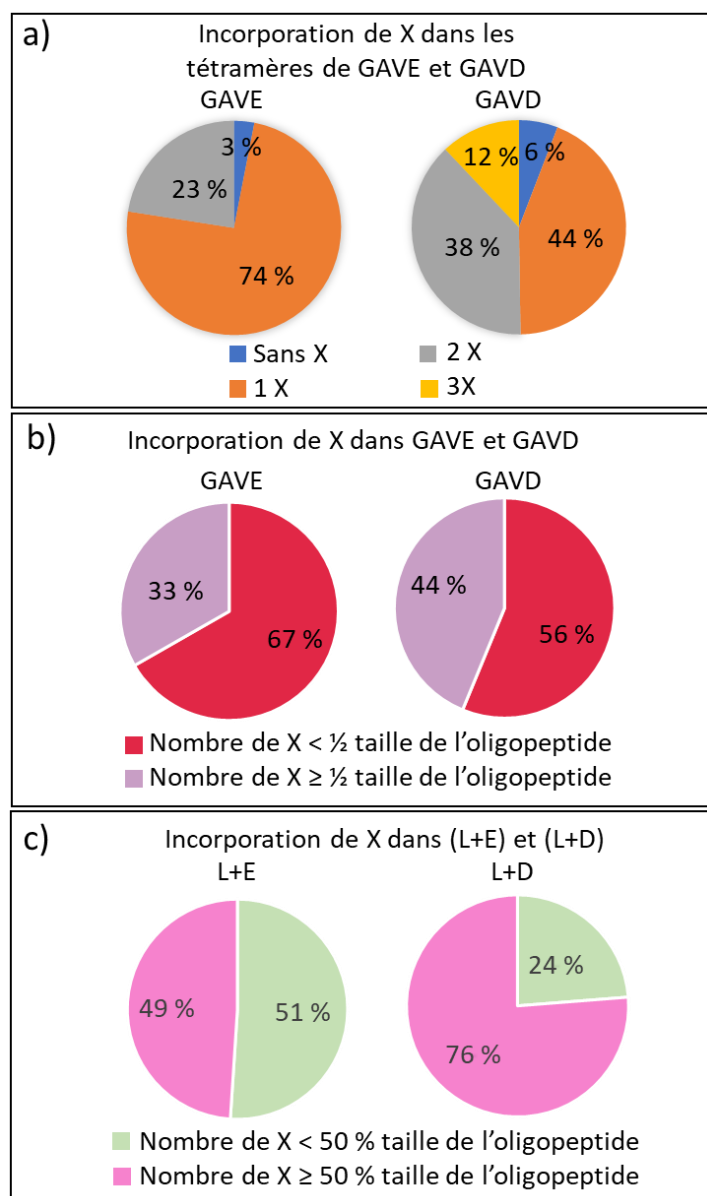 a)
Incorporation de X dans les
tétramères de GAVE et GAVD
GAVE GAVD
3 % 12 % 6 %
23 %
38 % 44 %
74 %
Sans X 2 X
1 X 3X
b)
Incorporation de X dans GAVE et GAVD
GAVE GAVD
33 % 44 %
67 % 56 %
Nombre de X < ½ taille de l'oligopeptide
Nombre de X ≥ ½ taille de l'oligopeptide
c)
Incorporation de X dans (L+E) et (L+D)
L+E L+D
24 %
49 % 51 %
76 %
Nombre de X < 50 % taille de l'oligopeptide
Nombre de X ≥ 50 % taille de l'oligopeptide